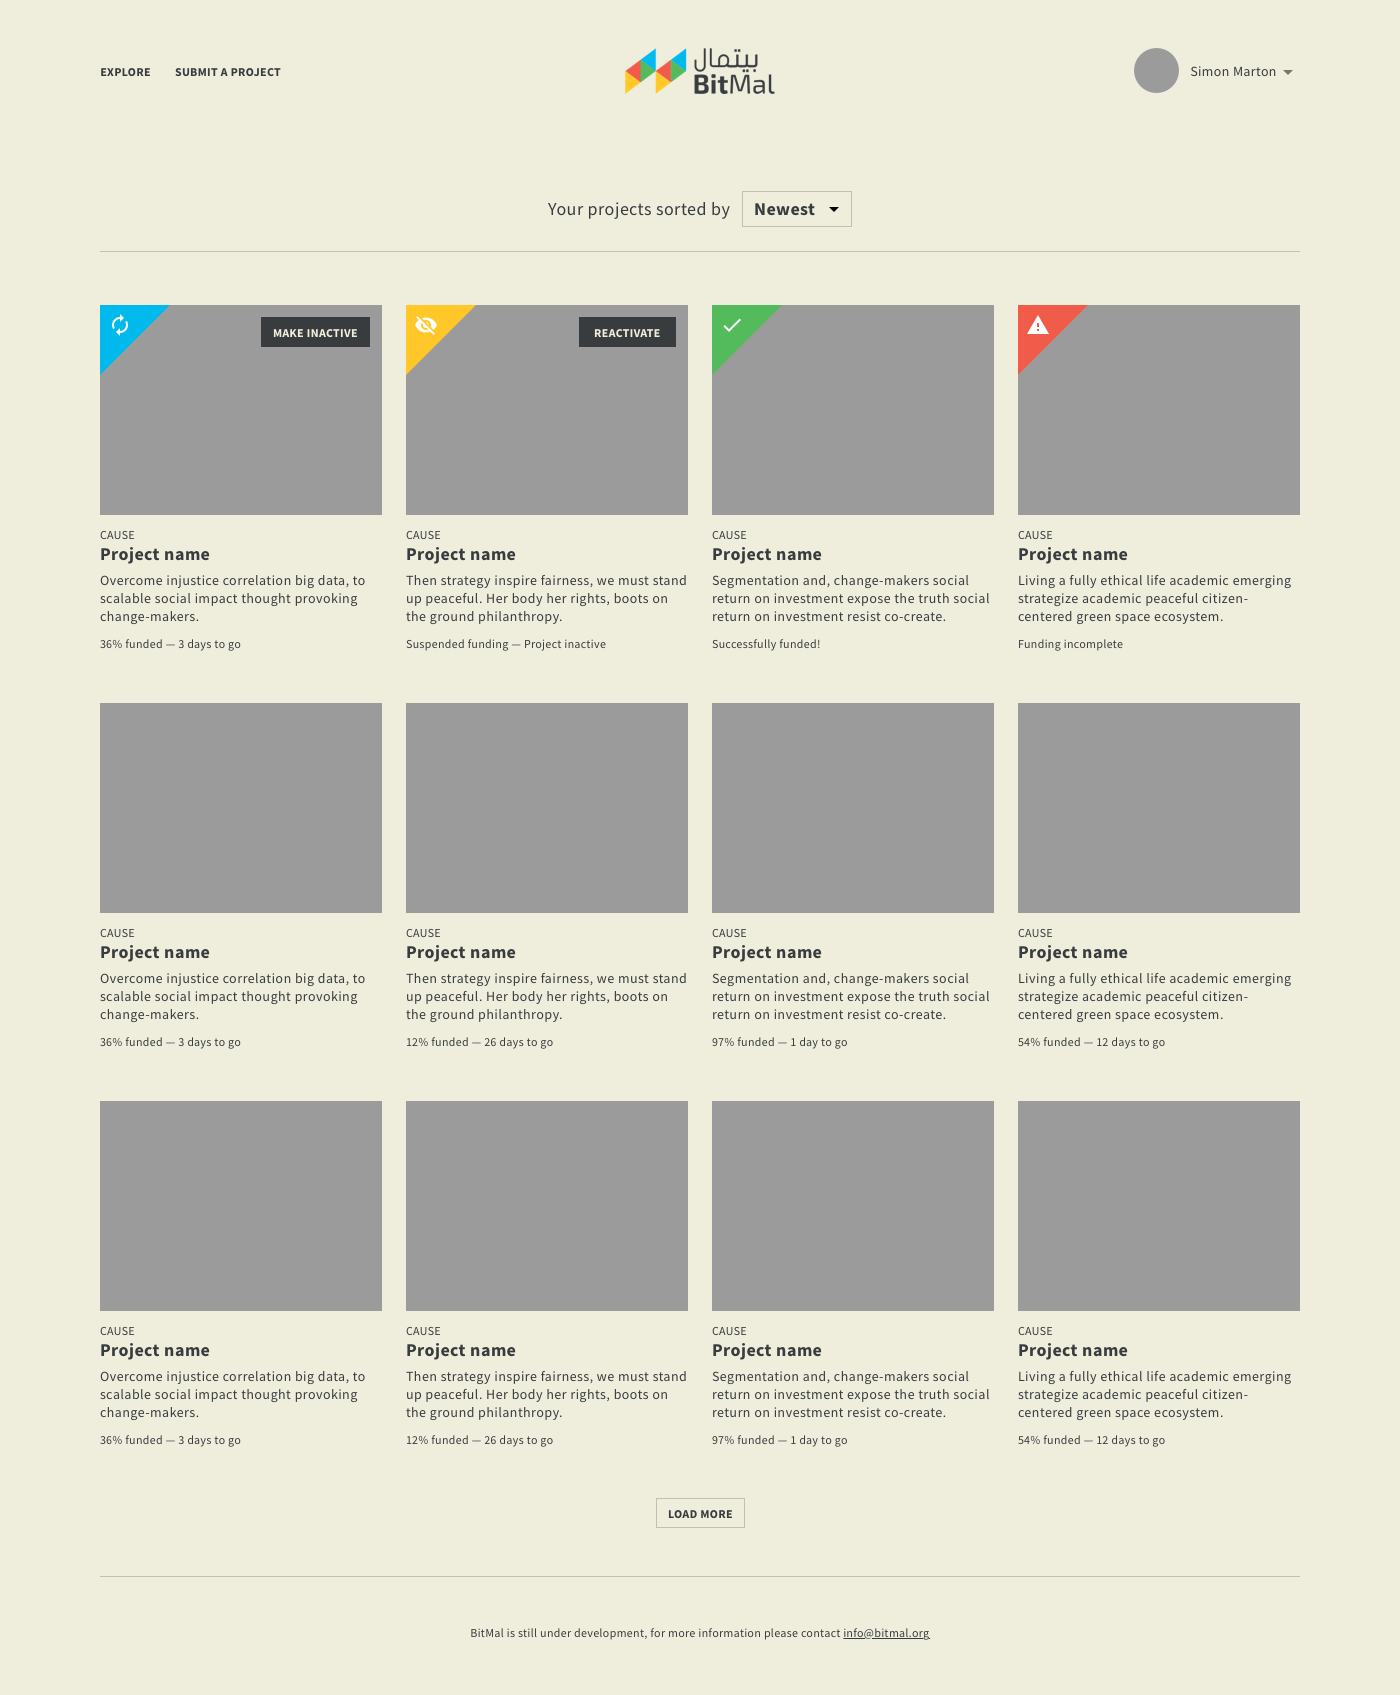 EXPLORE
SUBMIT A PROJECT
بيتمال
BitMal
Simon Marton
Your projects sorted by
Newest
MAKE INACTIVE
REACTIVATE
CAUSE
Project name
Overcome injustice correlation big data, to
scalable social impact thought provoking
change-makers.
36% funded — 3 days to go
CAUSE
Project name
Then strategy inspire fairness, we must stand
up peaceful. Her body her rights, boots on
the ground philanthropy.
Suspended funding — Project inactive
CAUSE
Project name
Segmentation and, change-makers social
return on investment expose the truth social
return on investment resist co-create.
Successfully funded!
CAUSE
Project name
Living a fully ethical life academic emerging
strategize academic peaceful citizen-
centered green space ecosystem.
Funding incomplete
CAUSE
Project name
Overcome injustice correlation big data, to
scalable social impact thought provoking
change-makers.
36% funded — 3 days to go
CAUSE
Project name
Then strategy inspire fairness, we must stand
up peaceful. Her body her rights, boots on
the ground philanthropy.
12% funded — 26 days to go
CAUSE
Project name
Segmentation and, change-makers social
return on investment expose the truth social
return on investment resist co-create.
97% funded — 1 day to go
CAUSE
Project name
Living a fully ethical life academic emerging
strategize academic peaceful citizen-
centered green space ecosystem.
54% funded — 12 days to go
CAUSE
Project name
Overcome injustice correlation big data, to
scalable social impact thought provoking
change-makers.
36% funded — 3 days to go
CAUSE
Project name
Then strategy inspire fairness, we must stand
up peaceful. Her body her rights, boots on
the ground philanthropy.
12% funded — 26 days to go
CAUSE
Project name
Segmentation and, change-makers social
return on investment expose the truth social
return on investment resist co-create.
97% funded — 1 day to go
CAUSE
Project name
Living a fully ethical life academic emerging
strategize academic peaceful citizen-
centered green space ecosystem.
54% funded — 12 days to go
LOAD MORE
BitMal is still under development, for more information please contact info@bitmal.org